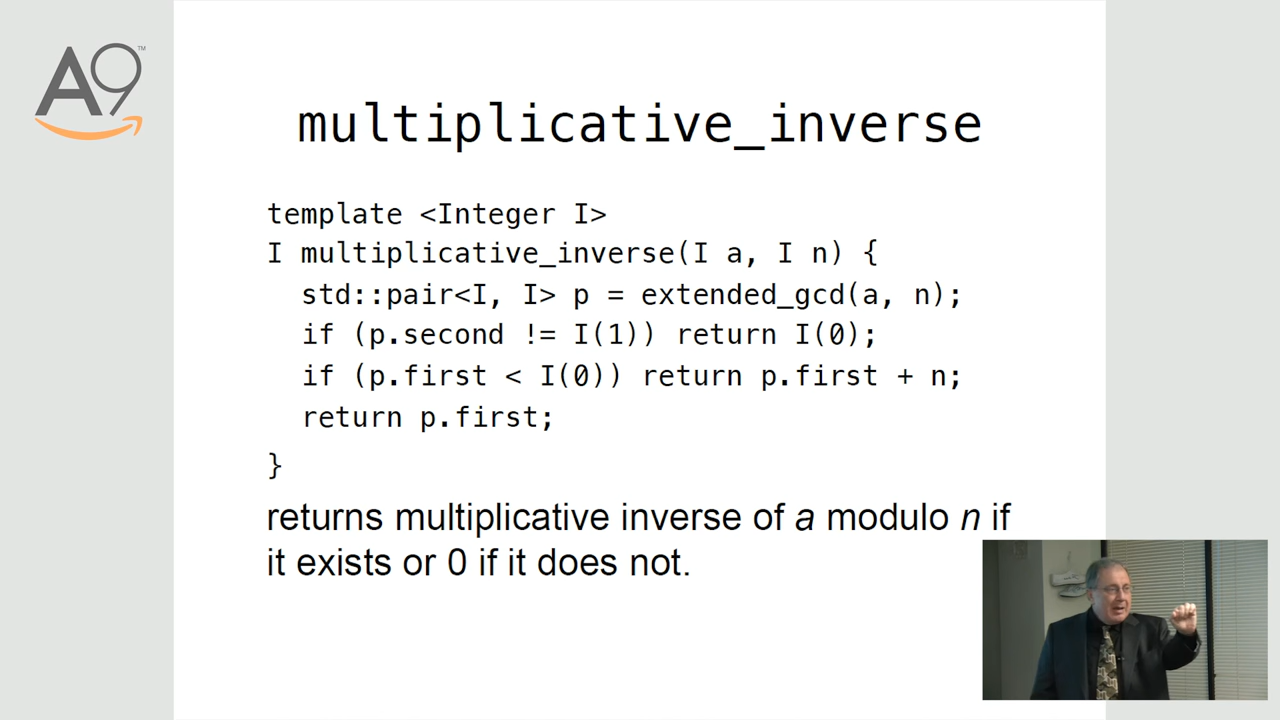 A9™
multiplicative_inverse
template <Integer I>
I multiplicative_inverse(I a, I n) {
std::pair<I, I> p = extended_gcd(a, n);
if (p.second != I(1)) return I(0);
if (p.first < I(0)) return p.first + n;
return p.first;
}
returns multiplicative inverse of a modulo n if
it exists or 0 if it does not.